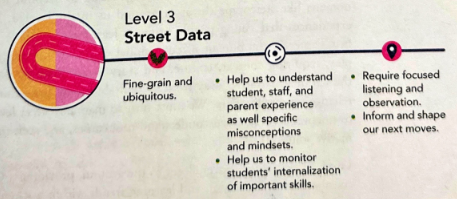 Level 3
Street Data
Fine-grain and
ubiquitous.
• Help us to understand
student, staff, and
parent experience
as well specific
misconceptions
and mindsets.
• Help us to monitor
students' internalization
of important skills.
• Require focused
listening and
observation.
• Inform and shape
our next moves.